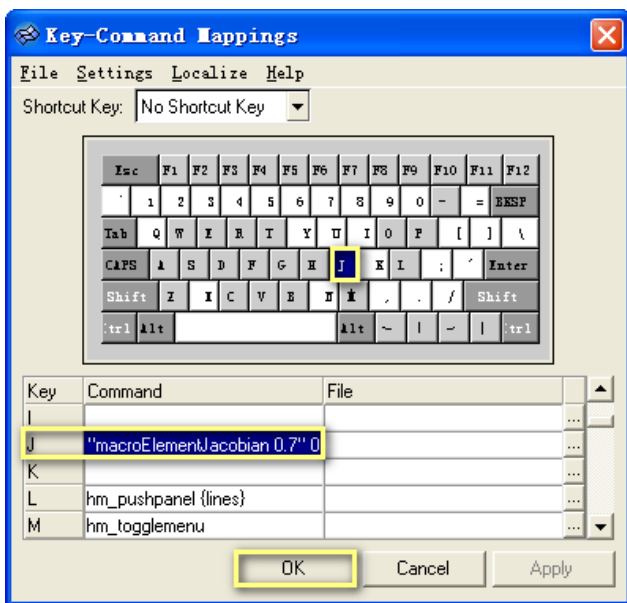 Key-Command Mappings
File Settings Localize Help
Shortcut Key: No Shortcut Key
Esc F1 F2 F3 F4 F5 F6 F7 F8 F9 F10 F11 F12
` 1 2 3 4 5 6 7 8 9 0 - = BKSP
Tab Q W E R T Y U I O P [ ] \
CAPS A S D F G H J K L ; ' Enter
Shift Z X C V B N M , . / Shift
Ctrl Alt Alt Ctrl
Key Command File
I ...
J "macroElementJacobian 0.7" 0 ...
K ...
L hm_pushpanel {lines} ...
M hm_togglemenu ...
OK Cancel Apply